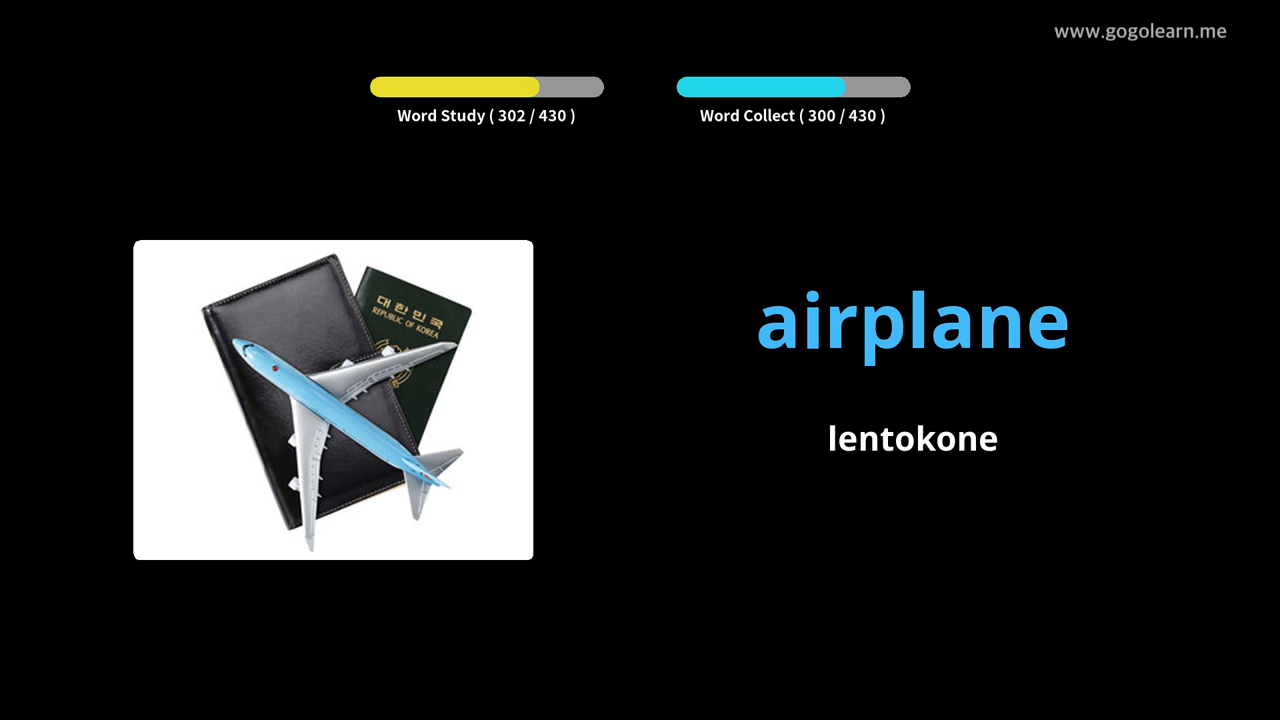 www.gogolearn.me
Word Study ( 302 / 430 )
Word Collect ( 300 / 430 )
대한민국
REPUBLIC OF KOREA
airplane
lentokone